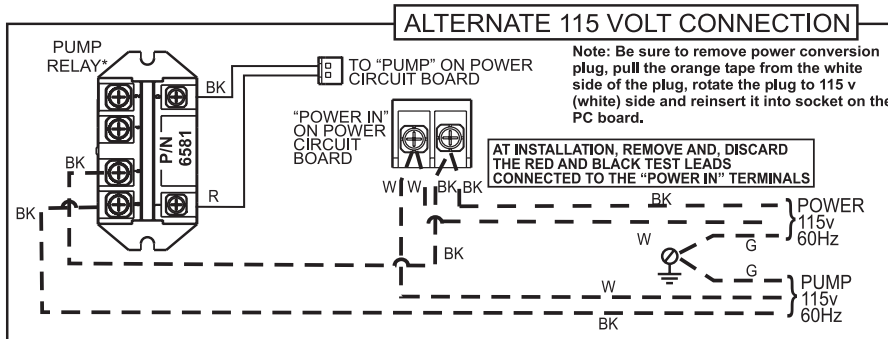 ALTERNATE 115 VOLT CONNECTION
PUMP
RELAY*
BK
TO "PUMP" ON POWER
CIRCUIT BOARD
Note: Be sure to remove power conversion
plug, pull the orange tape from the white
side of the plug, rotate the plug to 115 v
(white) side and reinsert it into socket on the
PC board.
"POWER IN"
ON POWER
CIRCUIT
BOARD
P/N
6581
AT INSTALLATION, REMOVE AND, DISCARD
THE RED AND BLACK TEST LEADS
CONNECTED TO THE "POWER IN" TERMINALS
BK
R
W W BK BK
BK
BK
POWER
115v
60Hz
W
G
BK
G
W
PUMP
115v
60Hz
BK